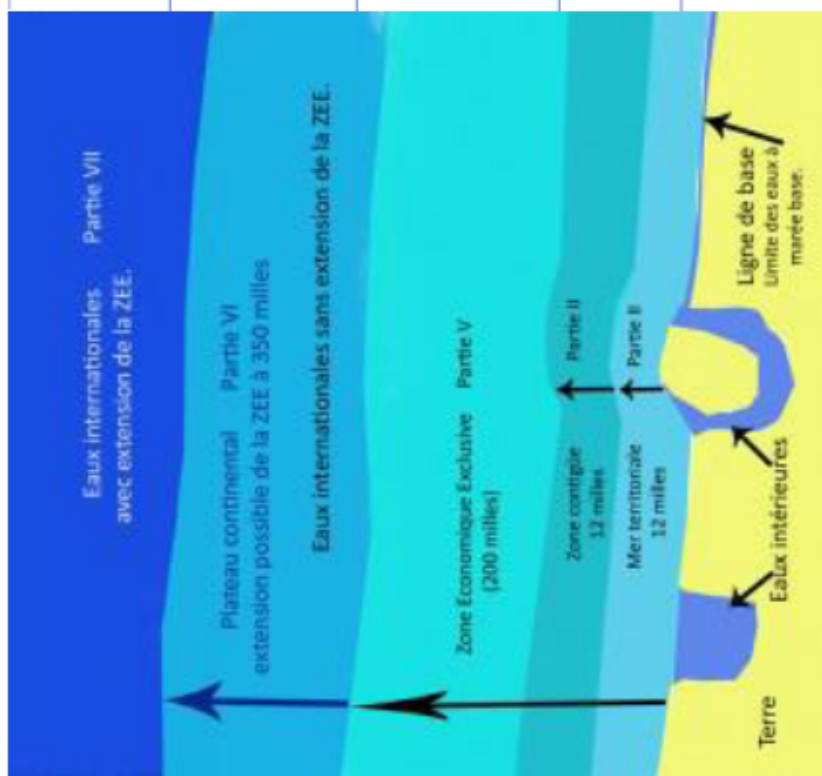 Eaux internationales Partie VII
avec extension de la ZEE.
Plateau continental Partie VI
extension possible de la ZEE à 350 milles
Eaux internationales sans extension de la ZEE.
Zone Economique Exclusive Partie V
(200 milles)
Zone contigüe Partie II
12 milles
Mer territoriale Partie II
12 milles
Ligne de base
Limite des eaux à
marée base.
Eaux intérieures
Terre